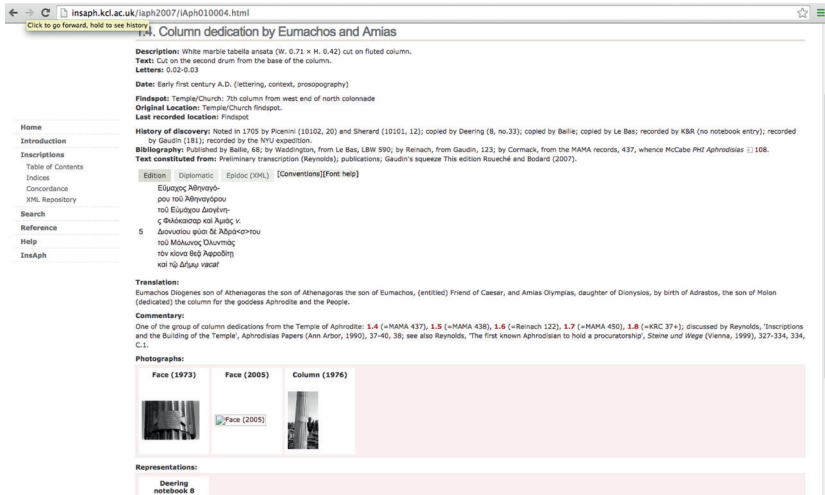 insaph.kcl.ac.uk/iaph2007/iAph010004.html
Click to go forward, hold to see history
1.4. Column dedication by Eumachos and Amias
Description: White marble tabella ansata (W. 0.71 × H. 0.42) cut on fluted column.
Text: Cut on the second drum from the base of the column.
Letters: 0.02-0.03
Date: Early first century A.D. (lettering, context, prosopography)
Findspot: Temple/Church: 7th column from west end of north colonnade
Original Location: Temple/Church findspot.
Last recorded location: Findspot
History of discovery: Noted in 1705 by Picenini (10102, 20) and Sherard (10101, 12); copied by Deering (8, no.33); copied by Bailie; copied by Le Bas; recorded by K&R (no notebook entry); recorded
by Gaudin (181); recorded by the NYU expedition.
Bibliography: Published by Bailie, 68; by Waddington, from Le Bas, LBW 590; by Reinach, from Gaudin, 123; by Cormack, from the MAMA records, 437, whence McCabe PHI Aphrodisias 108.
Text constituted from: Preliminary transcription (Reynolds); publications; Gaudin's squeeze This edition Roueché and Bodard (2007).
Home
Introduction
Inscriptions
Table of Contents
Indices
Concordance
XML Repository
Search
Reference
Help
InsAph
Edition Diplomatic Epidoc (XML) [Conventions][Font help]
Εὔμαχος Ἀθηναγό-
ρου τοῦ Ἀθηναγόρου
τοῦ Εὐμάχου Διογένη-
ς Φιλόκαισαρ καὶ Ἀμιὰς v.
5 Διονυσίου φύσι δὲ Ἀδρά<σ>του
τοῦ Μόλωνος Ὀλυντιὰς
τὸν κίονα θεᾷ Ἀφροδίτῃ
καὶ τῷ Δήμῳ vacat
Translation:
Eumachos Diogenes son of Athenagoras the son of Athenagoras the son of Eumachos, (entitled) Friend of Caesar, and Amias Olympias, daughter of Dionysios, by birth of Adrastos, the son of Molon
(dedicated) the column for the goddess Aphrodite and the People.
Commentary:
One of the group of column dedications from the Temple of Aphrodite: 1.4 (=MAMA 437), 1.5 (=MAMA 438), 1.6 (=Reinach 122), 1.7 (=MAMA 450), 1.8 (=KRC 37+); discussed by Reynolds, 'Inscriptions
and the Building of the Temple', Aphrodisias Papers (Ann Arbor, 1990), 37-40, 38; see also Reynolds, 'The first known Aphrodisian to hold a procuratorship', Steine und Wege (Vienna, 1999), 327-334, 334,
C.1.
Photographs:
Face (1973) Face (2005) Column (1976)
Face (2005)
Representations:
Deering
notebook 8